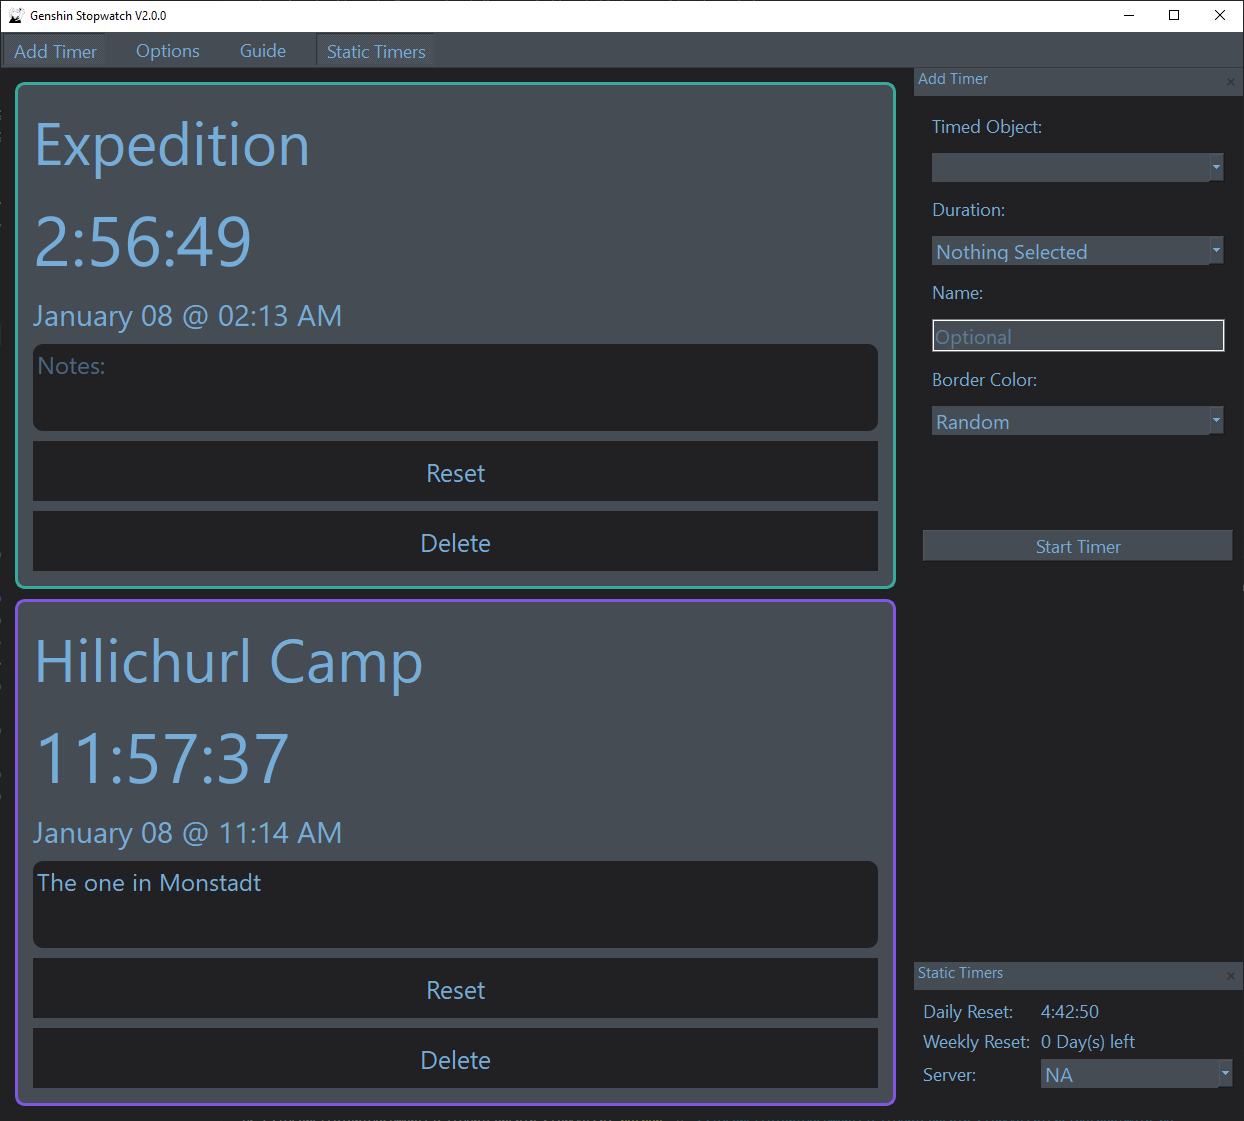 Genshin Stopwatch V2.0.0
Add Timer Options Guide Static Timers
Expedition
2:56:49
January 08 @ 02:13 AM
Notes:
Reset
Delete
Hilichurl Camp
11:57:37
January 08 @ 11:14 AM
The one in Monstadt
Reset
Delete
Add Timer
Timed Object:
Duration:
Nothing Selected
Name:
Optional
Border Color:
Random
Start Timer
Static Timers
Daily Reset: 4:42:50
Weekly Reset: 0 Day(s) left
Server: NA